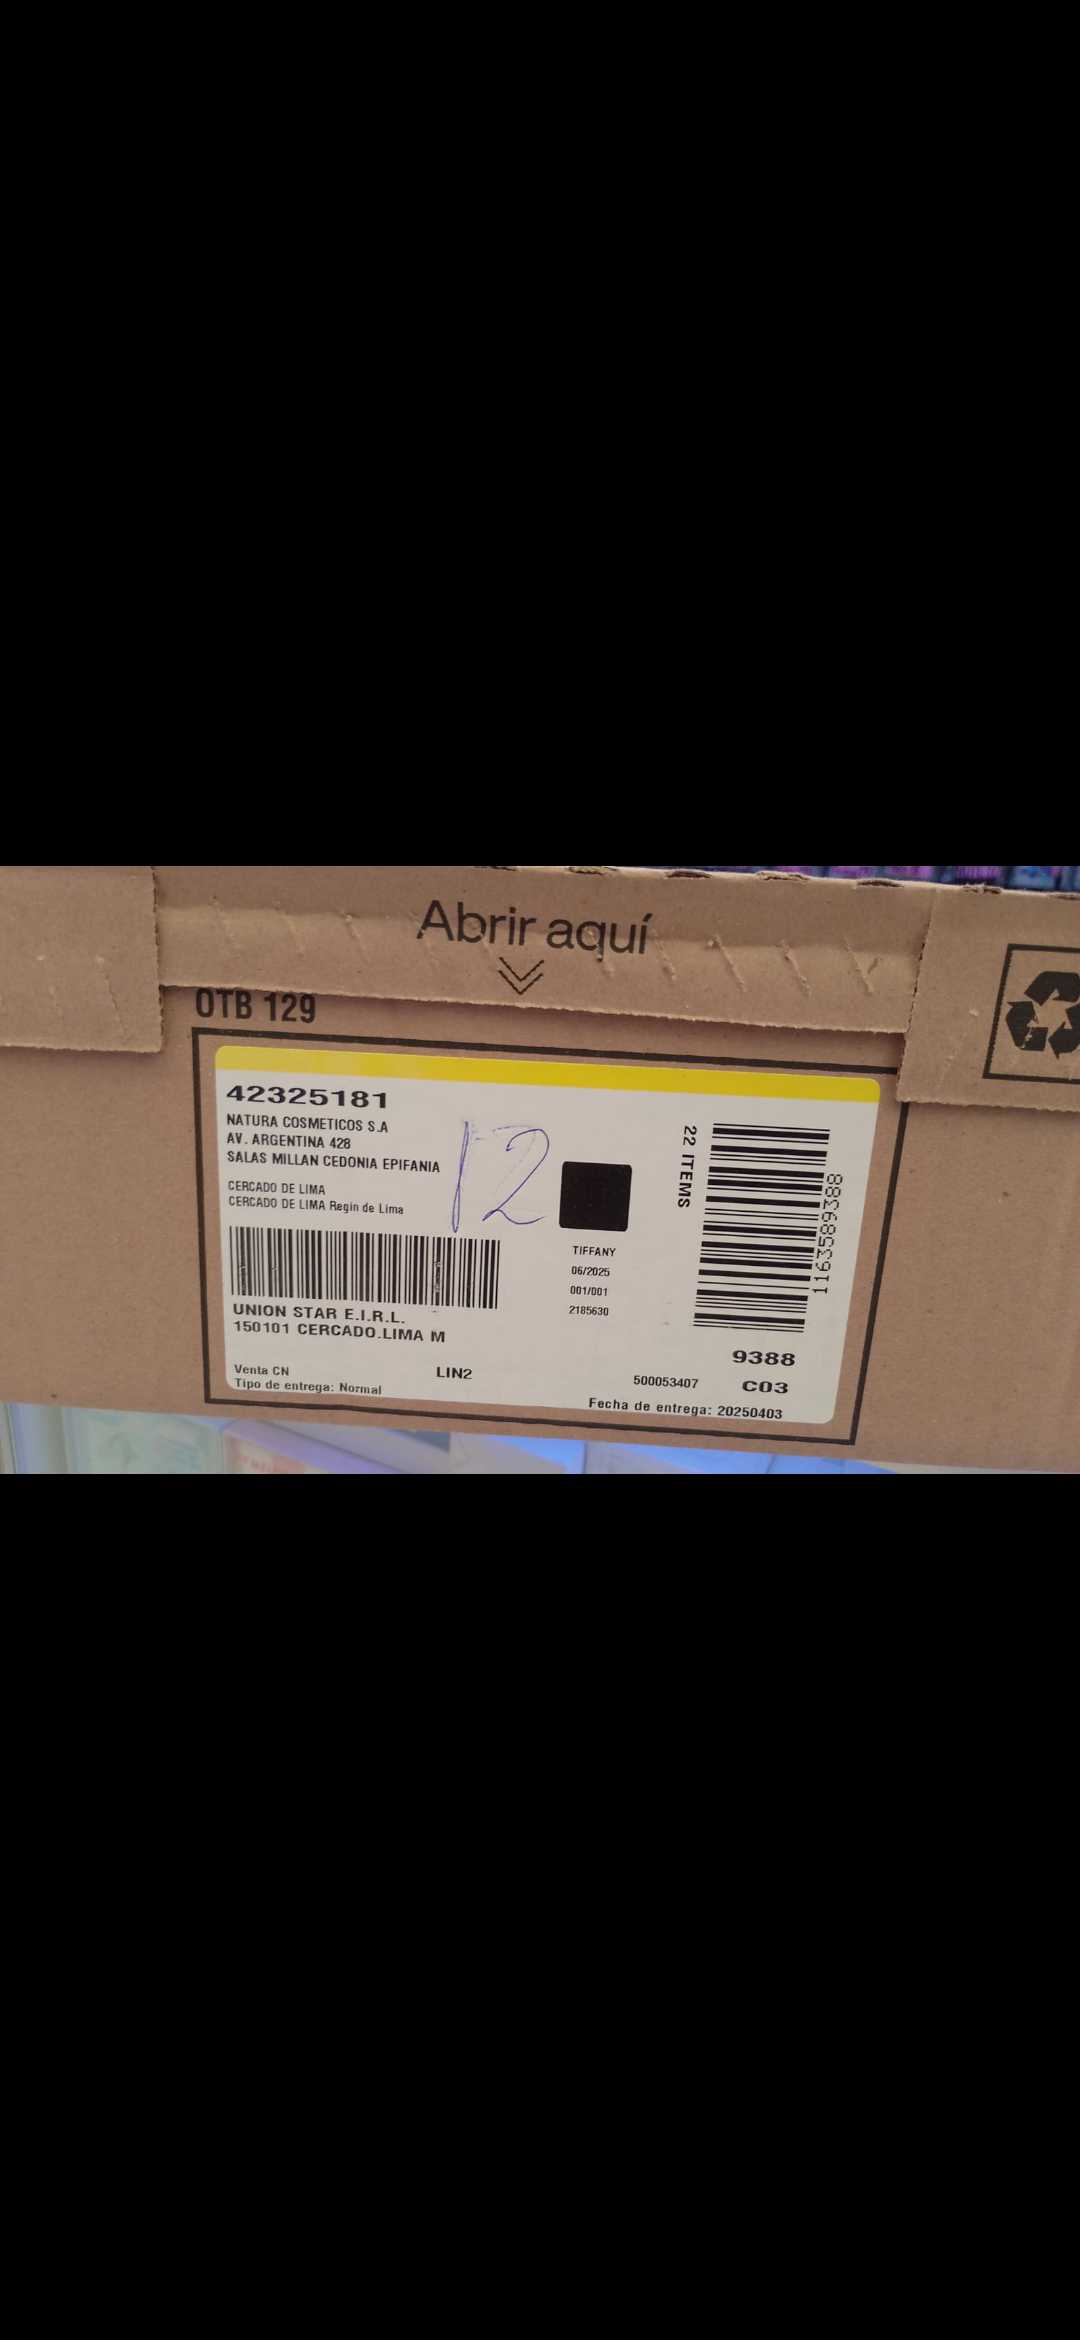 Abrir aquí
OTB 129
42325181
NATURA COSMETICOS S.A
AV. ARGENTINA 428
SALAS MILLAN CEDONIA EPIFANIA
CERCADO DE LIMA
CERCADO DE LIMA Regin de Lima
12
UNION STAR E.I.R.L.
150101 CERCADO.LIMA M
Venta CN
Tipo de entrega: Normal
LIN2
TIFFANY
06/2025
001/001
2185630
22 ITEMS
1163589388
9388
500053407
C03
Fecha de entrega: 20250403